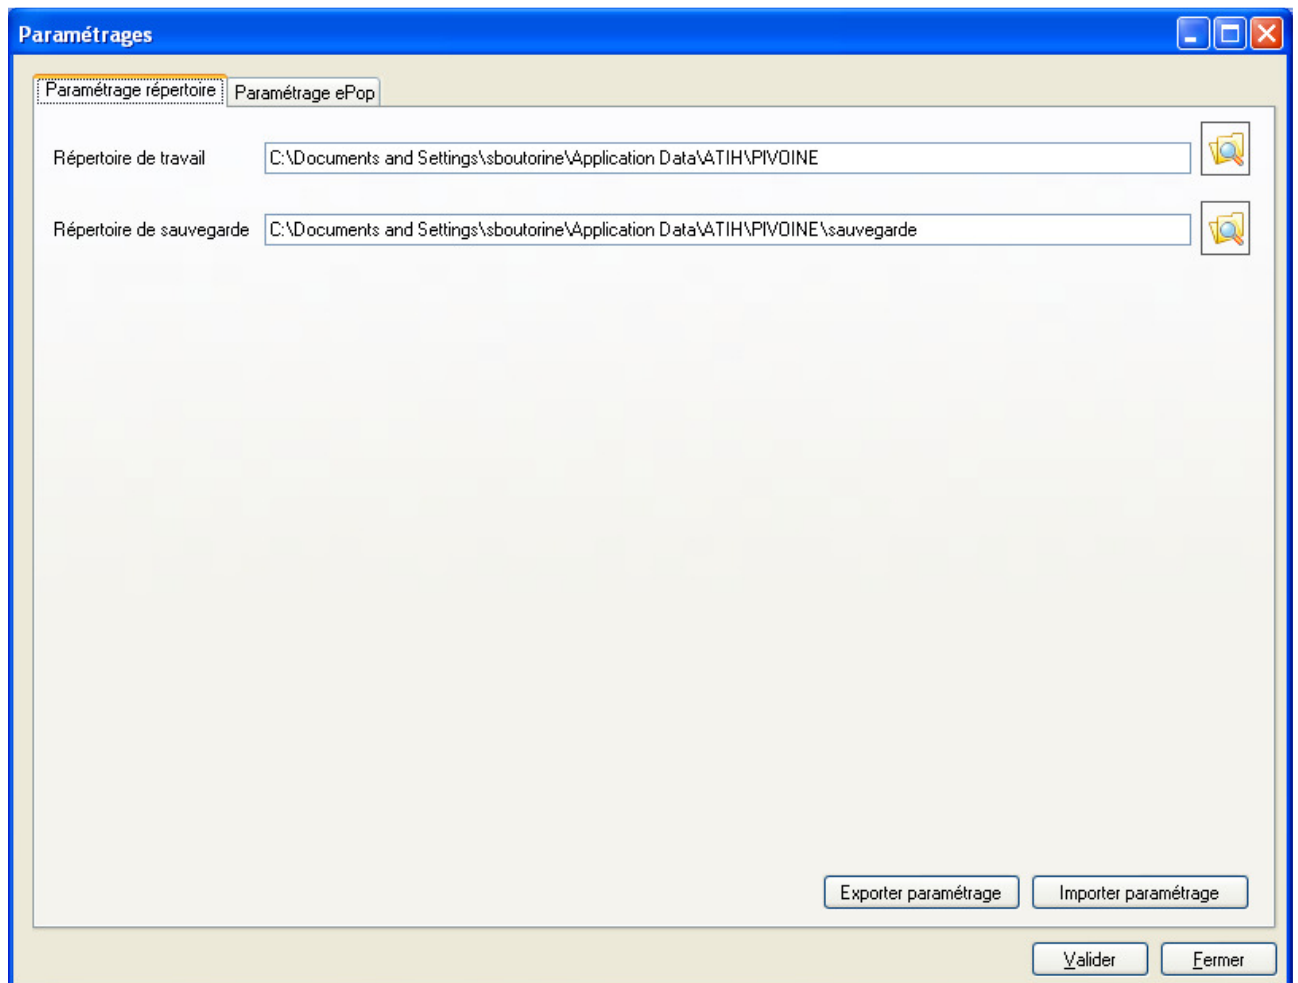 Paramétrages
Paramétrage répertoire
Paramétrage ePop
Répertoire de travail C:\Documents and Settings\sboutorine\Application Data\ATIH\PIVOINE
Répertoire de sauvegarde C:\Documents and Settings\sboutorine\Application Data\ATIH\PIVOINE\sauvegarde
Exporter paramétrage Importer paramétrage
Valider Fermer